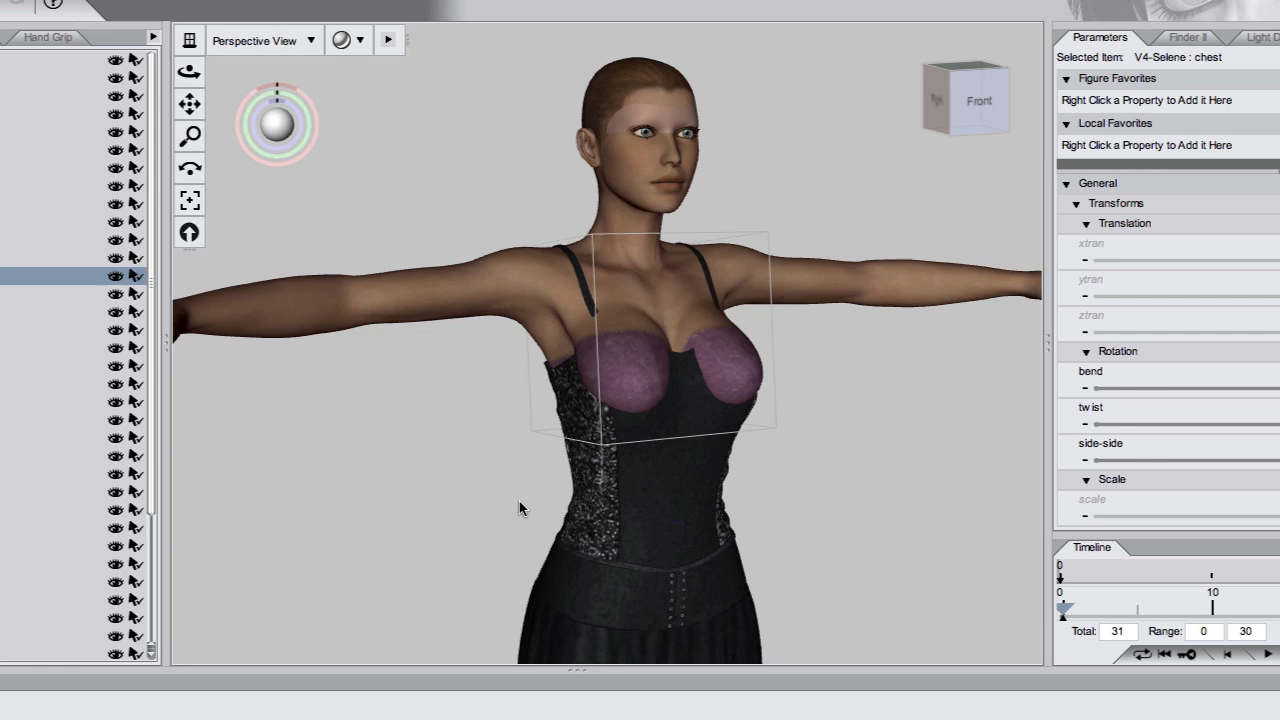 Hand Grip
Perspective View
Front
Parameters
Finder II
Light D
Selected Item: V4-Selene : chest
Figure Favorites
Right Click a Property to Add it Here
Local Favorites
Right Click a Property to Add it Here
General
Transforms
Translation
xtran
ytran
ztran
Rotation
bend
twist
side-side
Scale
scale
Timeline
0
0 10
Total: 31 Range: 0 30